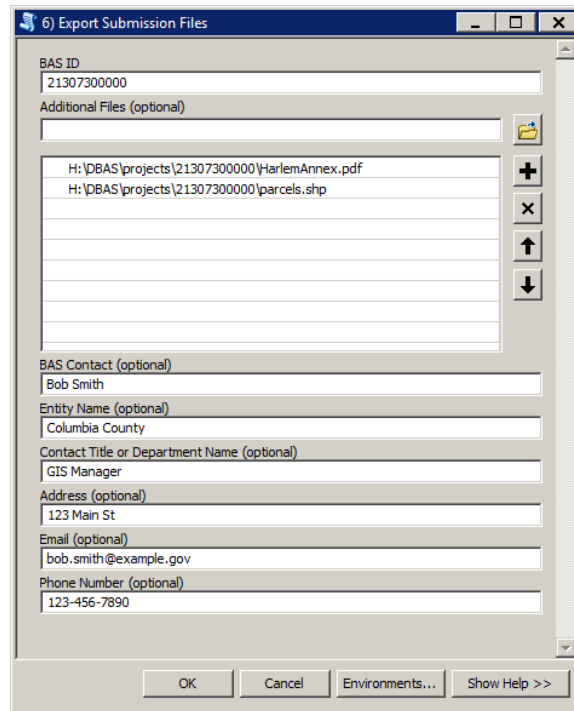 6) Export Submission Files
BAS ID
21307300000
Additional Files (optional)
H:\DBAS\projects\21307300000\HarlemAnnex.pdf
H:\DBAS\projects\21307300000\parcels.shp
BAS Contact (optional)
Bob Smith
Entity Name (optional)
Columbia County
Contact Title or Department Name (optional)
GIS Manager
Address (optional)
123 Main St
Email (optional)
bob.smith@example.gov
Phone Number (optional)
123-456-7890
OK Cancel Environments... Show Help >>